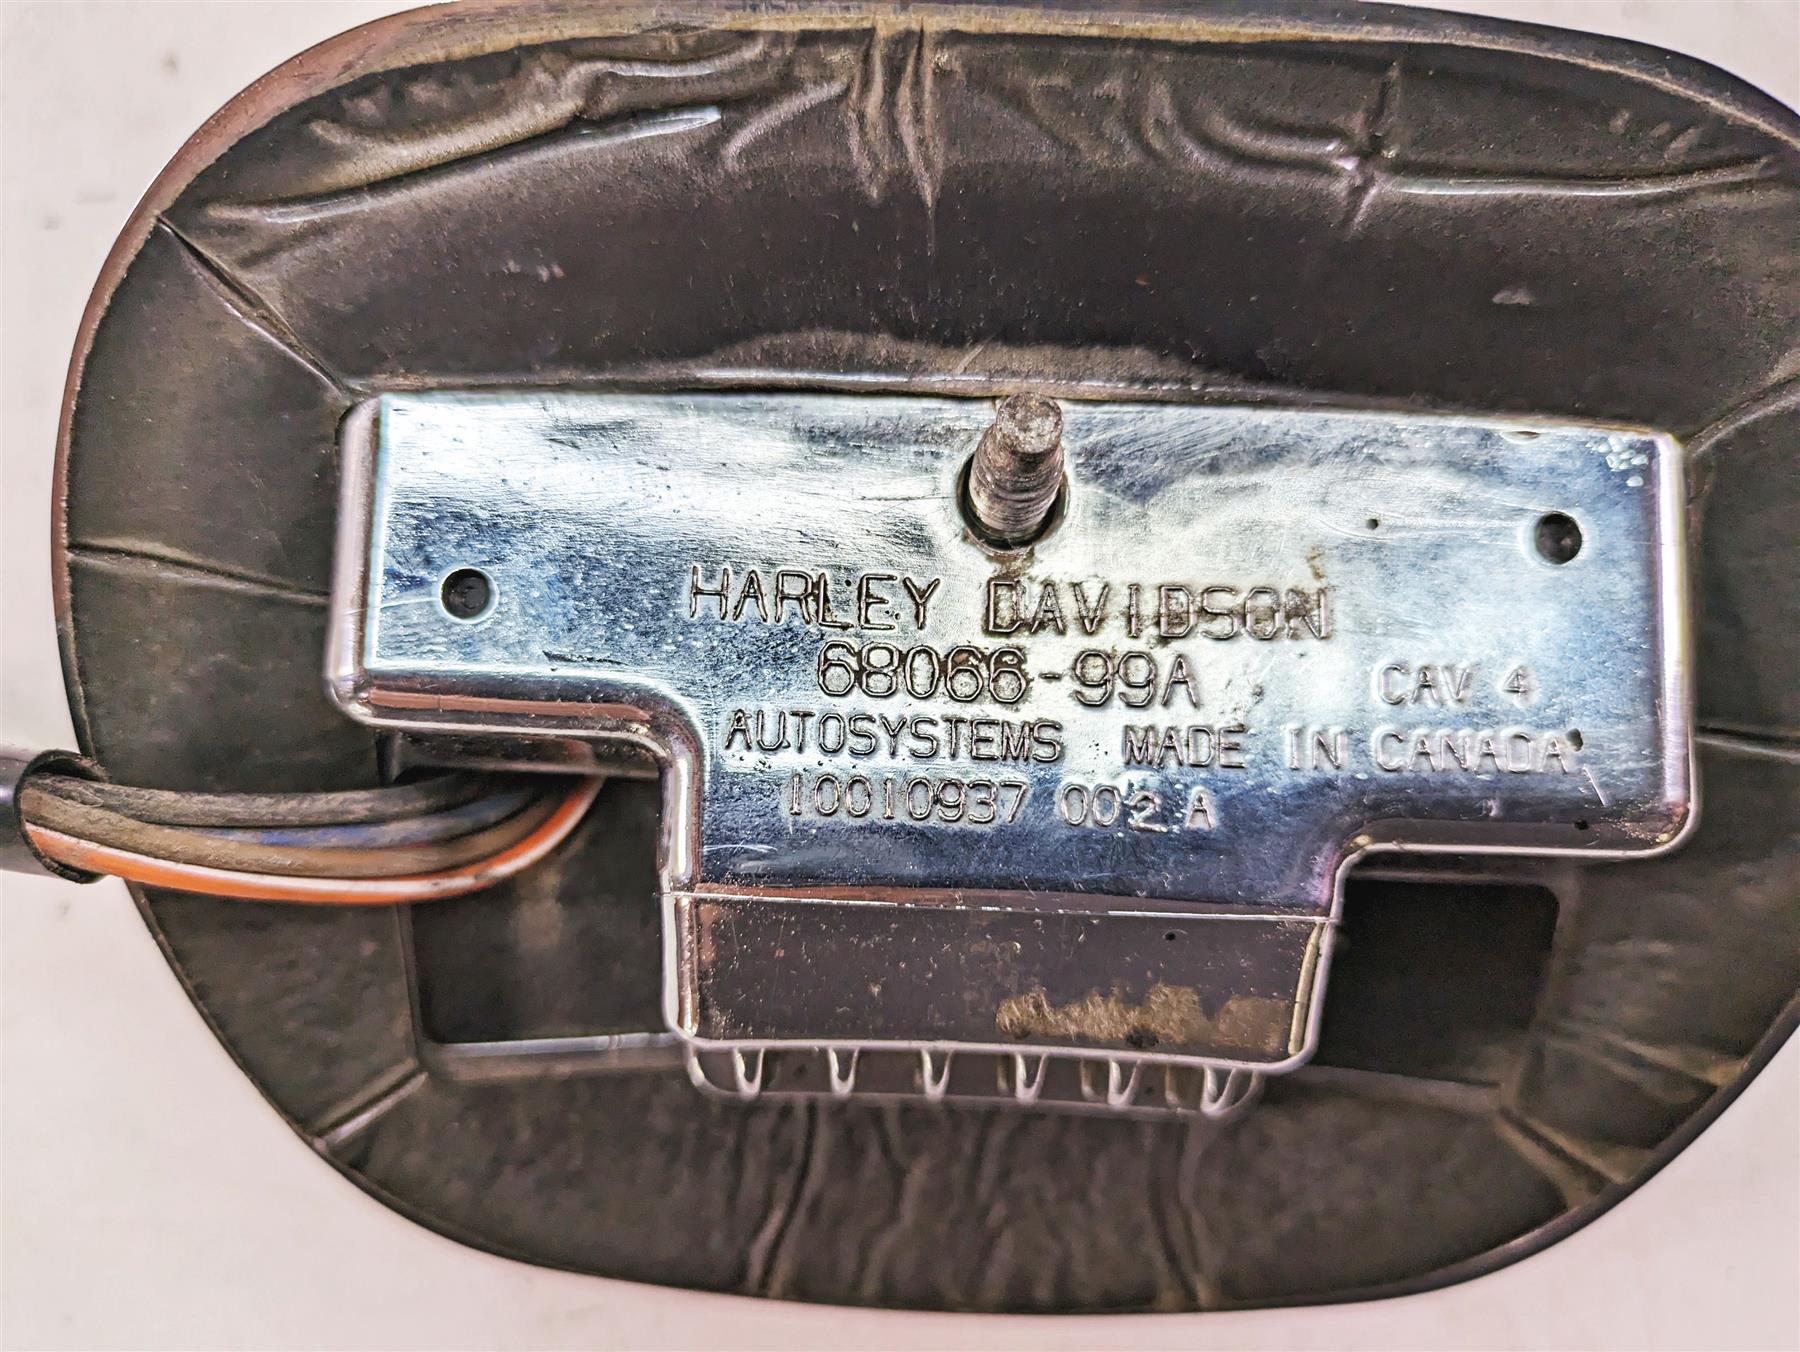 HARLEY DAVIDSON
68066-99A CAV 4
AUTOSYSTEMS MADE IN CANADA
10010937 002 A